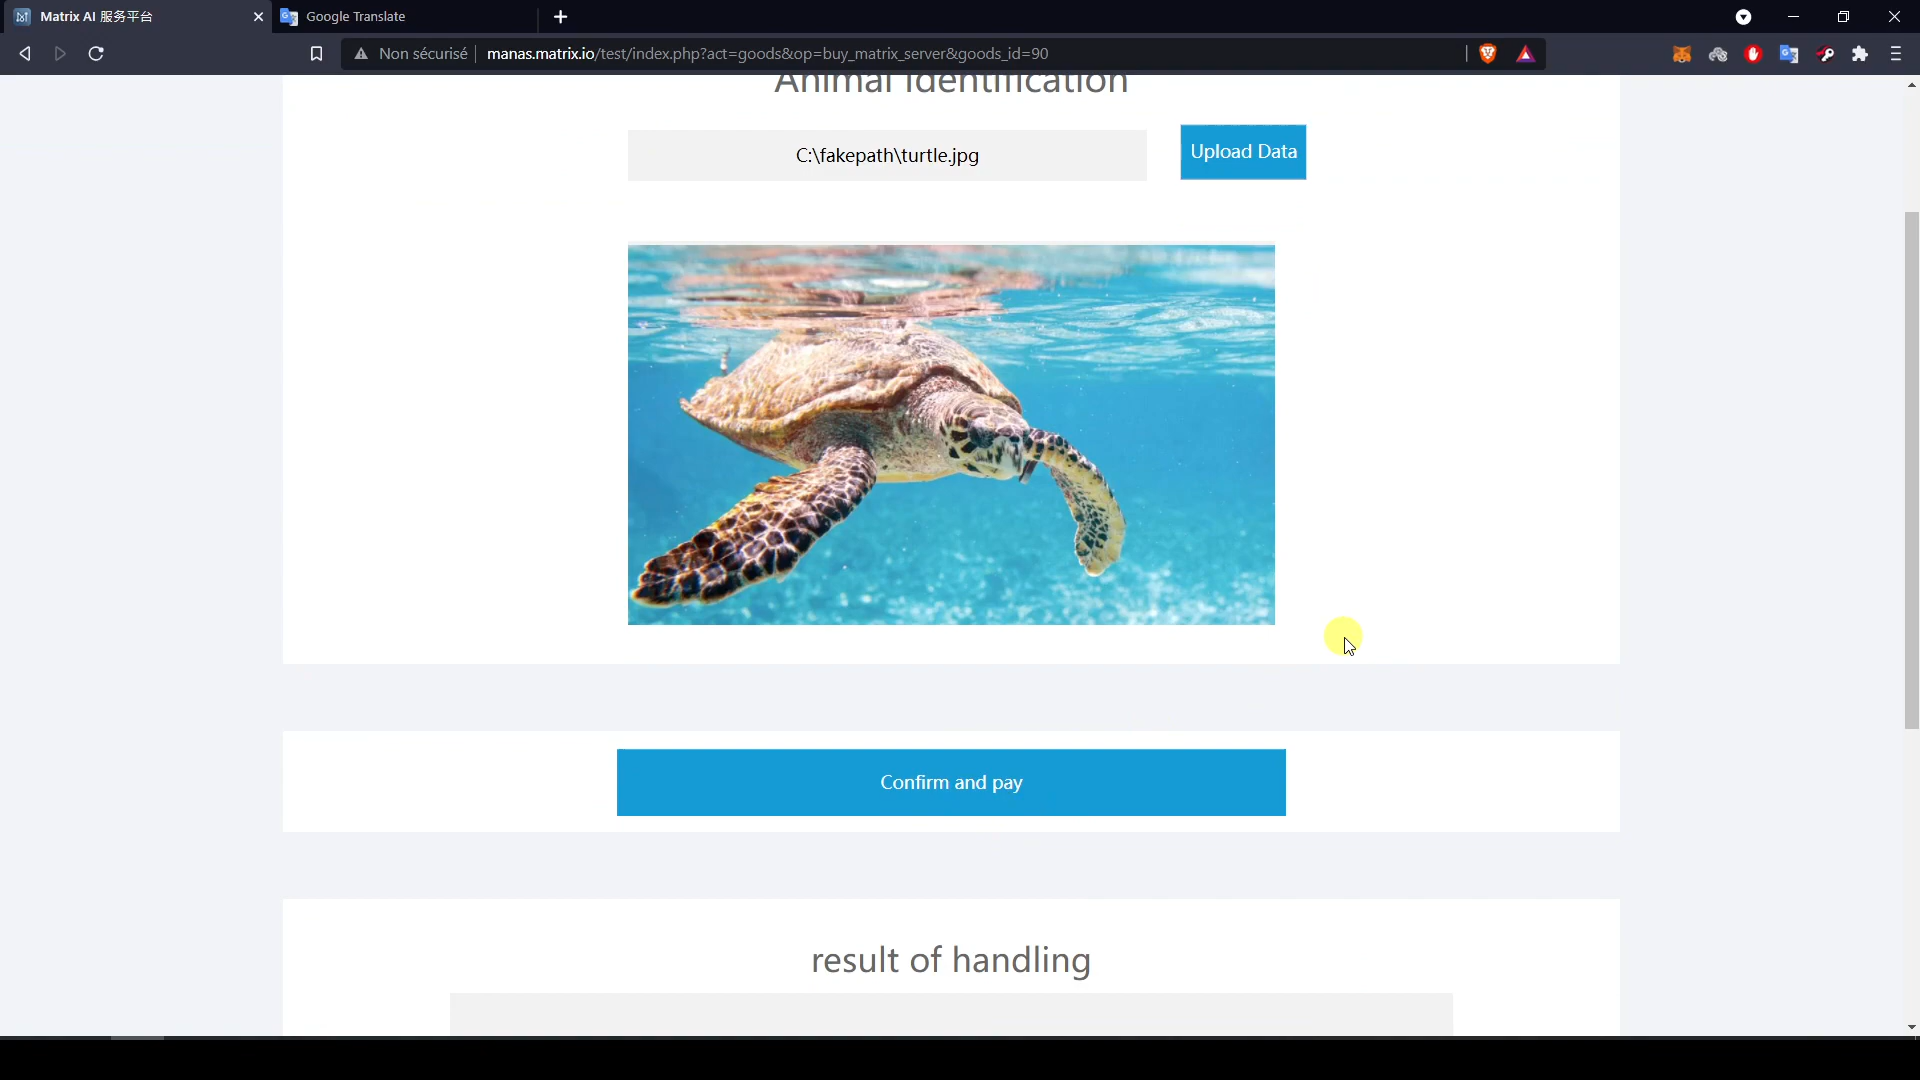 Matrix AI 服务平台
Google Translate
Non sécurisé
manas.matrix.io/test/index.php?act=goods&op=buy_matrix_server&goods_id=90
Animal Identification
C:\fakepath\turtle.jpg
Upload Data
Confirm and pay
result of handling